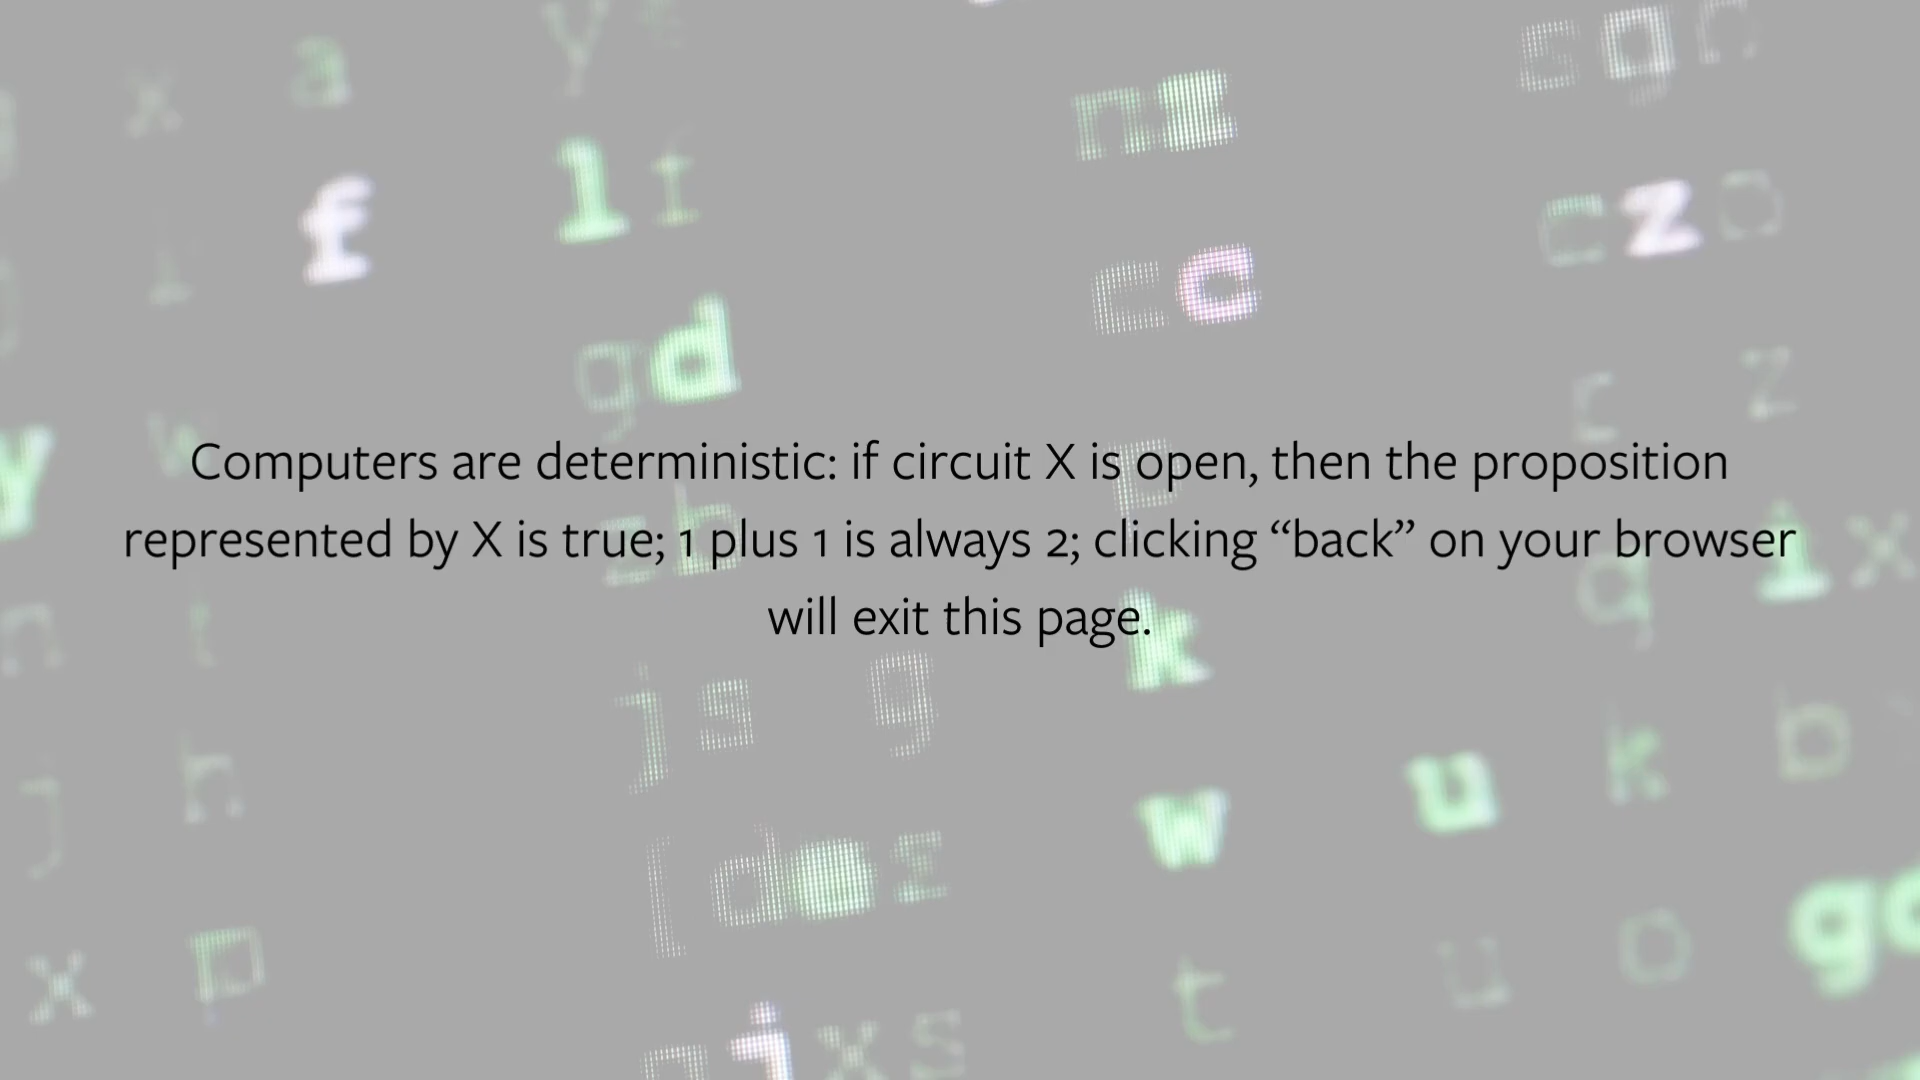 Computers are deterministic: if circuit X is open, then the proposition
represented by X is true; 1 plus 1 is always 2; clicking “back” on your browser
will exit this page.